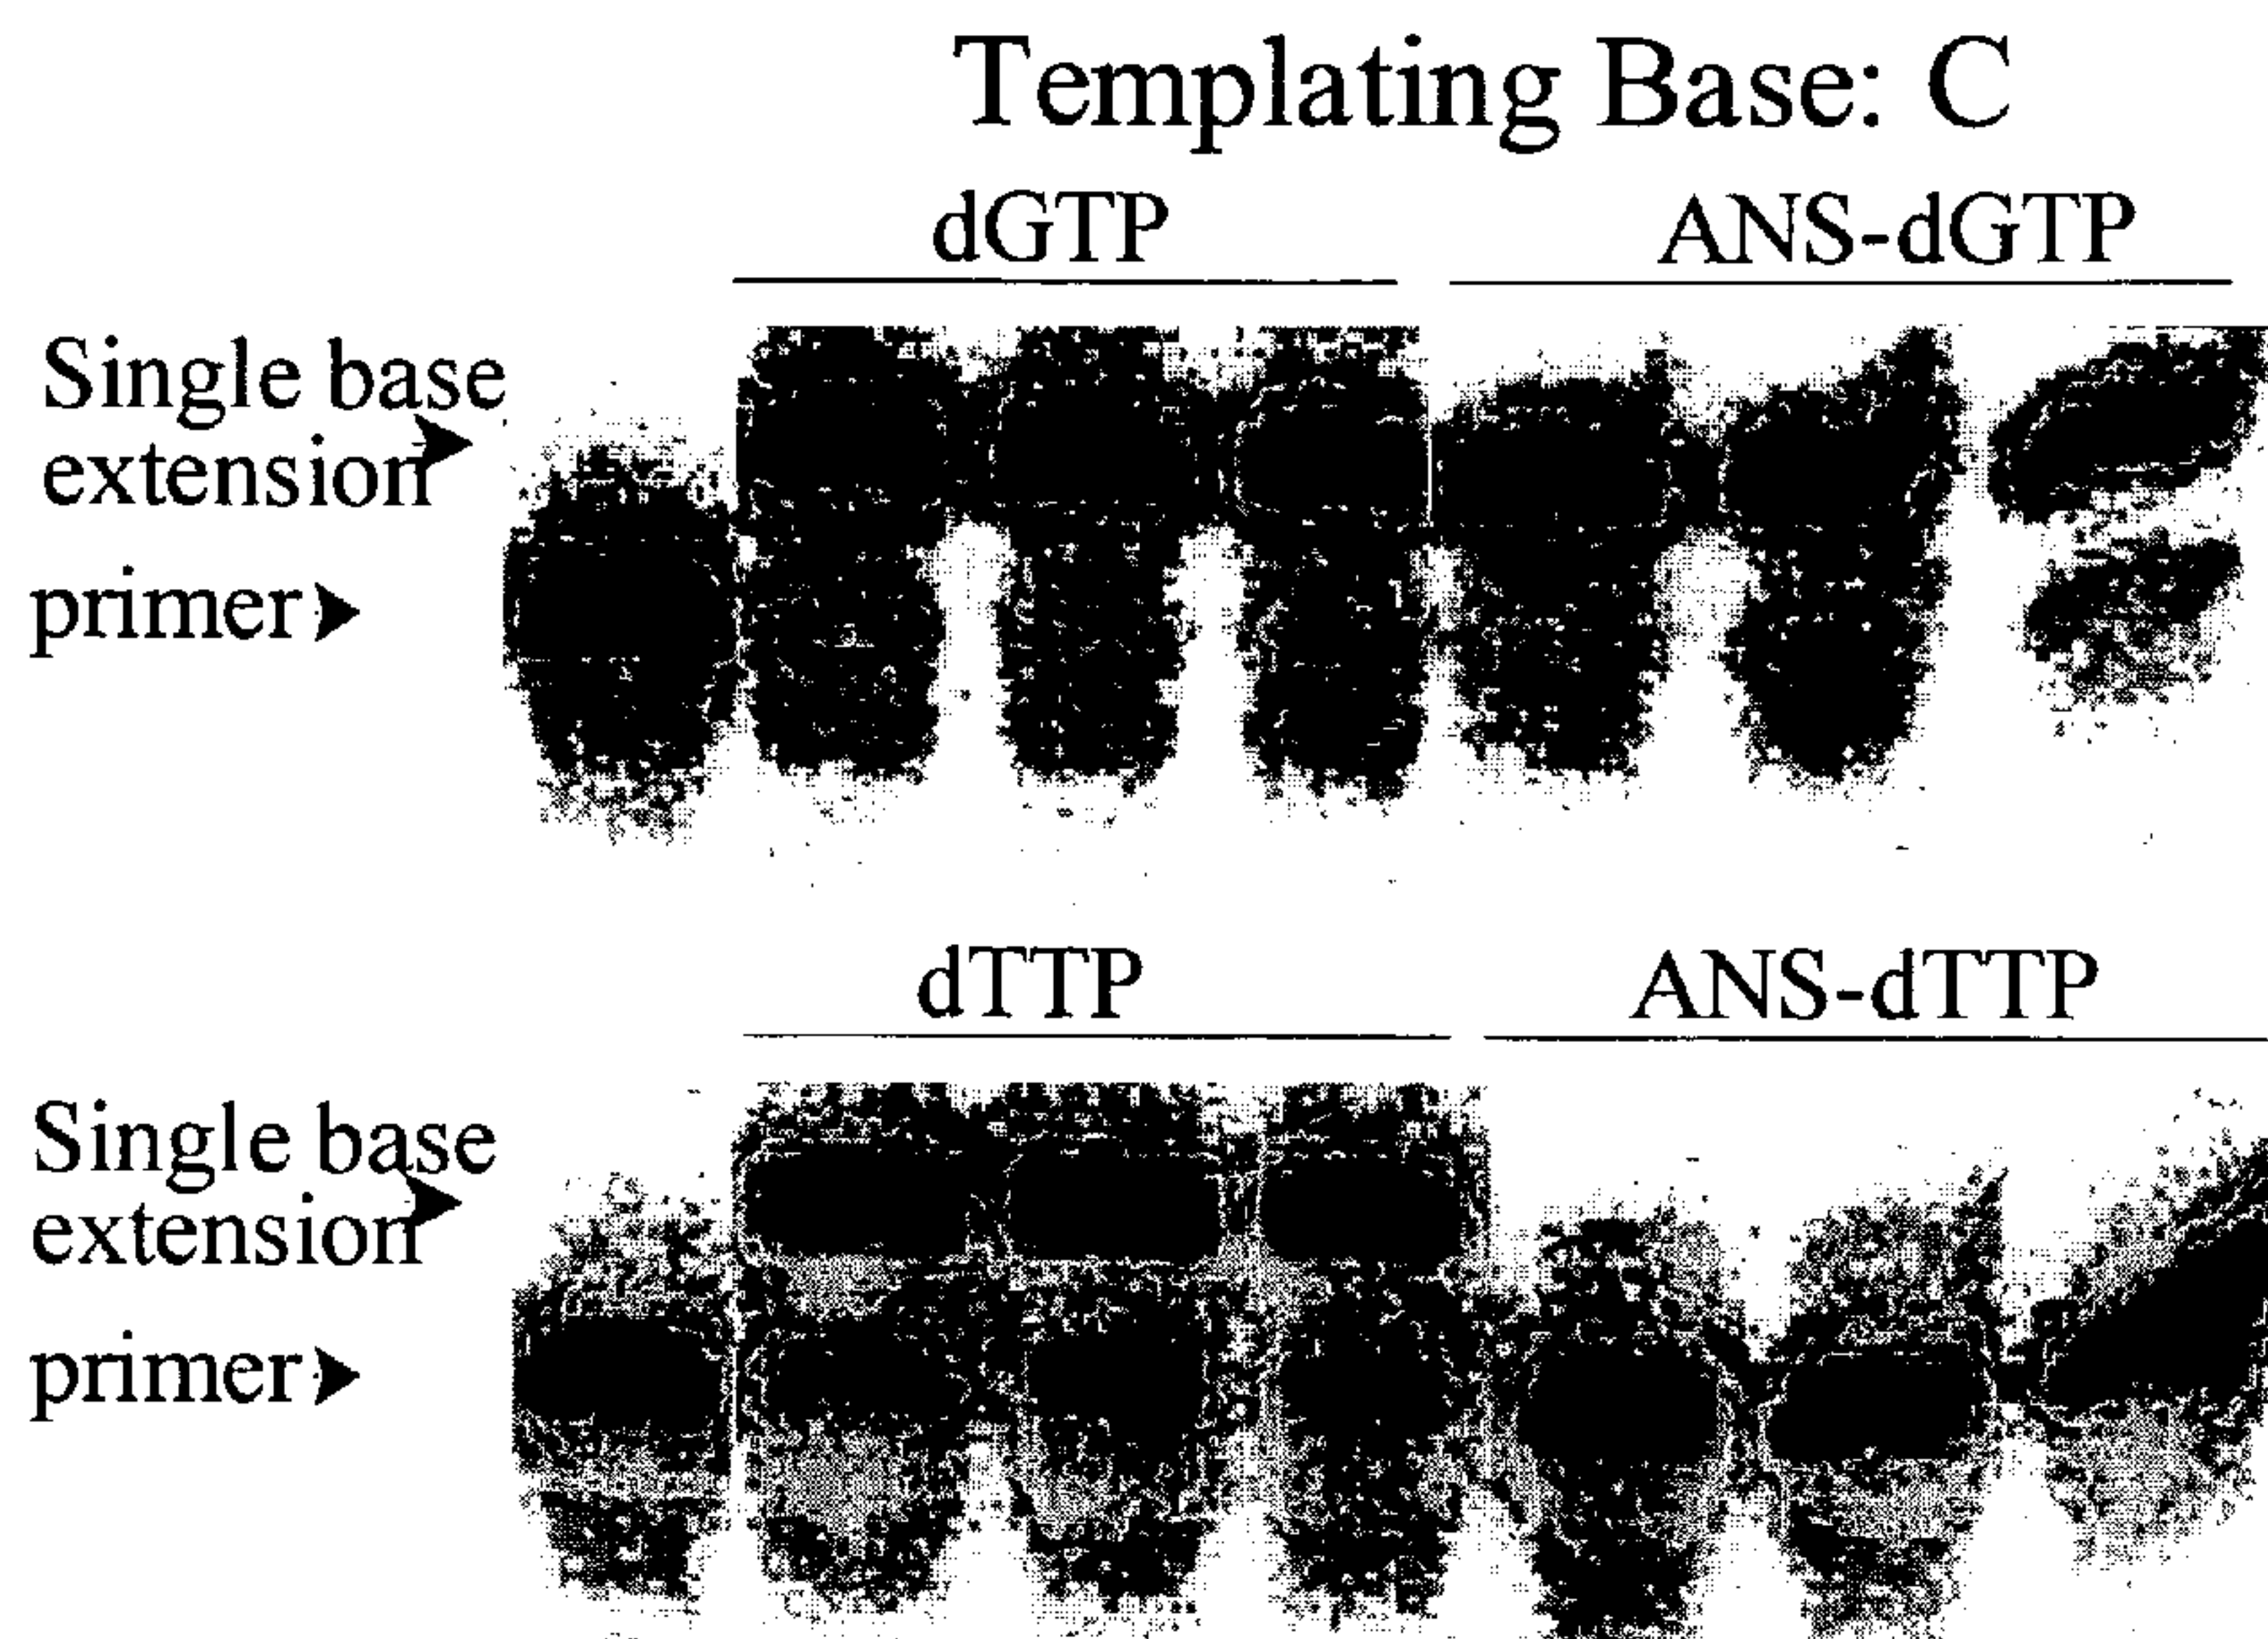 Templating Base: C
dGTP
ANS-dGTP
Single base
extension
primer
dTTP
ANS-dTTP
Single base
extension
primer